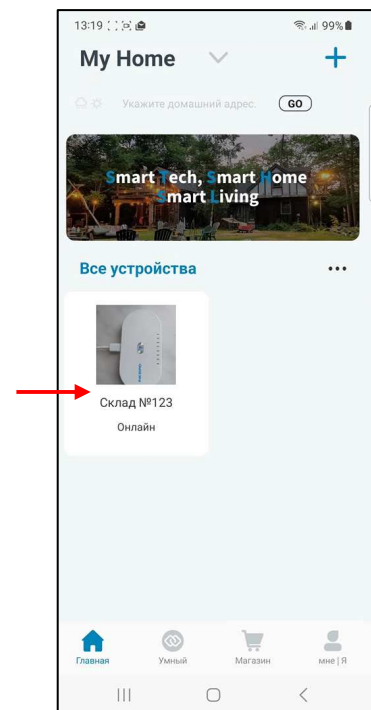 13:19
99%
My Home
Укажите домашний адрес.
GO
Smart Tech, Smart Home
Smart Living
Все устройства
Склад №123
Онлайн
Главная
Умный
Магазин
мне | Я